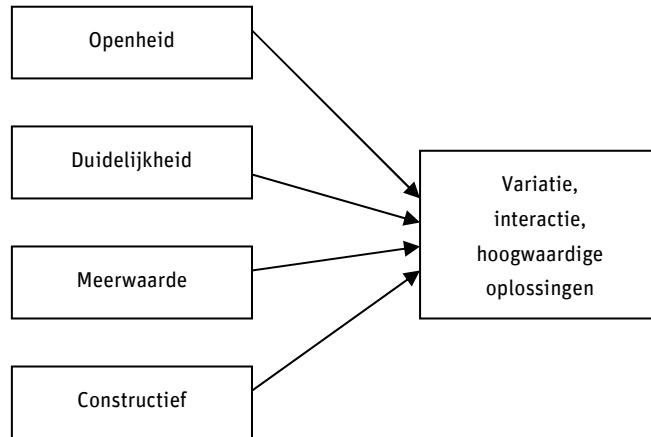 Openheid
Duidelijkheid
Meerwaarde
Constructief
Variatie,
interactie,
hoogwaardige
oplossingen